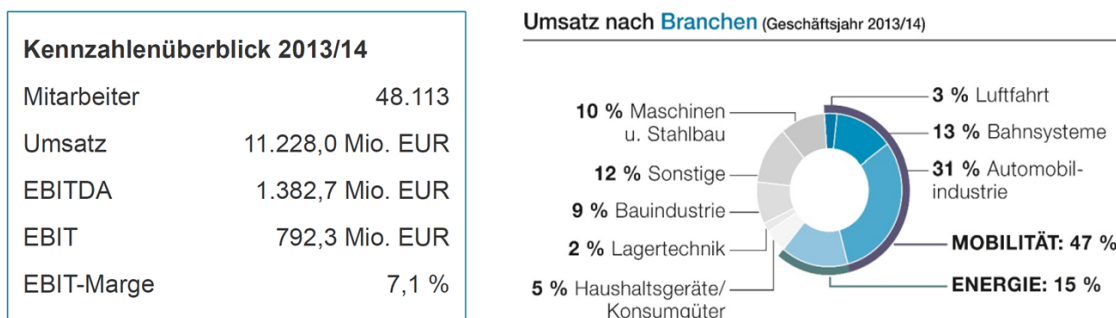 Kennzahlenüberblick 2013/14
Mitarbeiter 48.113
Umsatz 11.228,0 Mio. EUR
EBITDA 1.382,7 Mio. EUR
EBIT 792,3 Mio. EUR
EBIT-Marge 7,1 %
Umsatz nach Branchen (Geschäftsjahr 2013/14)
3 % Luftfahrt
13 % Bahnsysteme
31 % Automobil-
industrie
MOBILITÄT: 47 %
ENERGIE: 15 %
10 % Maschinen
u. Stahlbau
12 % Sonstige
9 % Bauindustrie
2 % Lagertechnik
5 % Haushaltsgeräte/
Konsumgüter